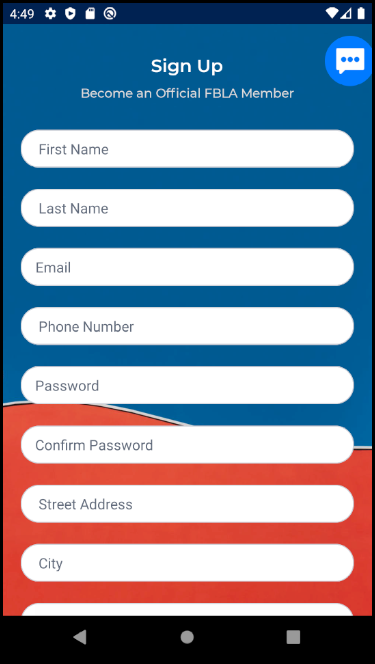 4:49
Sign Up
Become an Official FBLA Member
First Name
Last Name
Email
Phone Number
Password
Confirm Password
Street Address
City